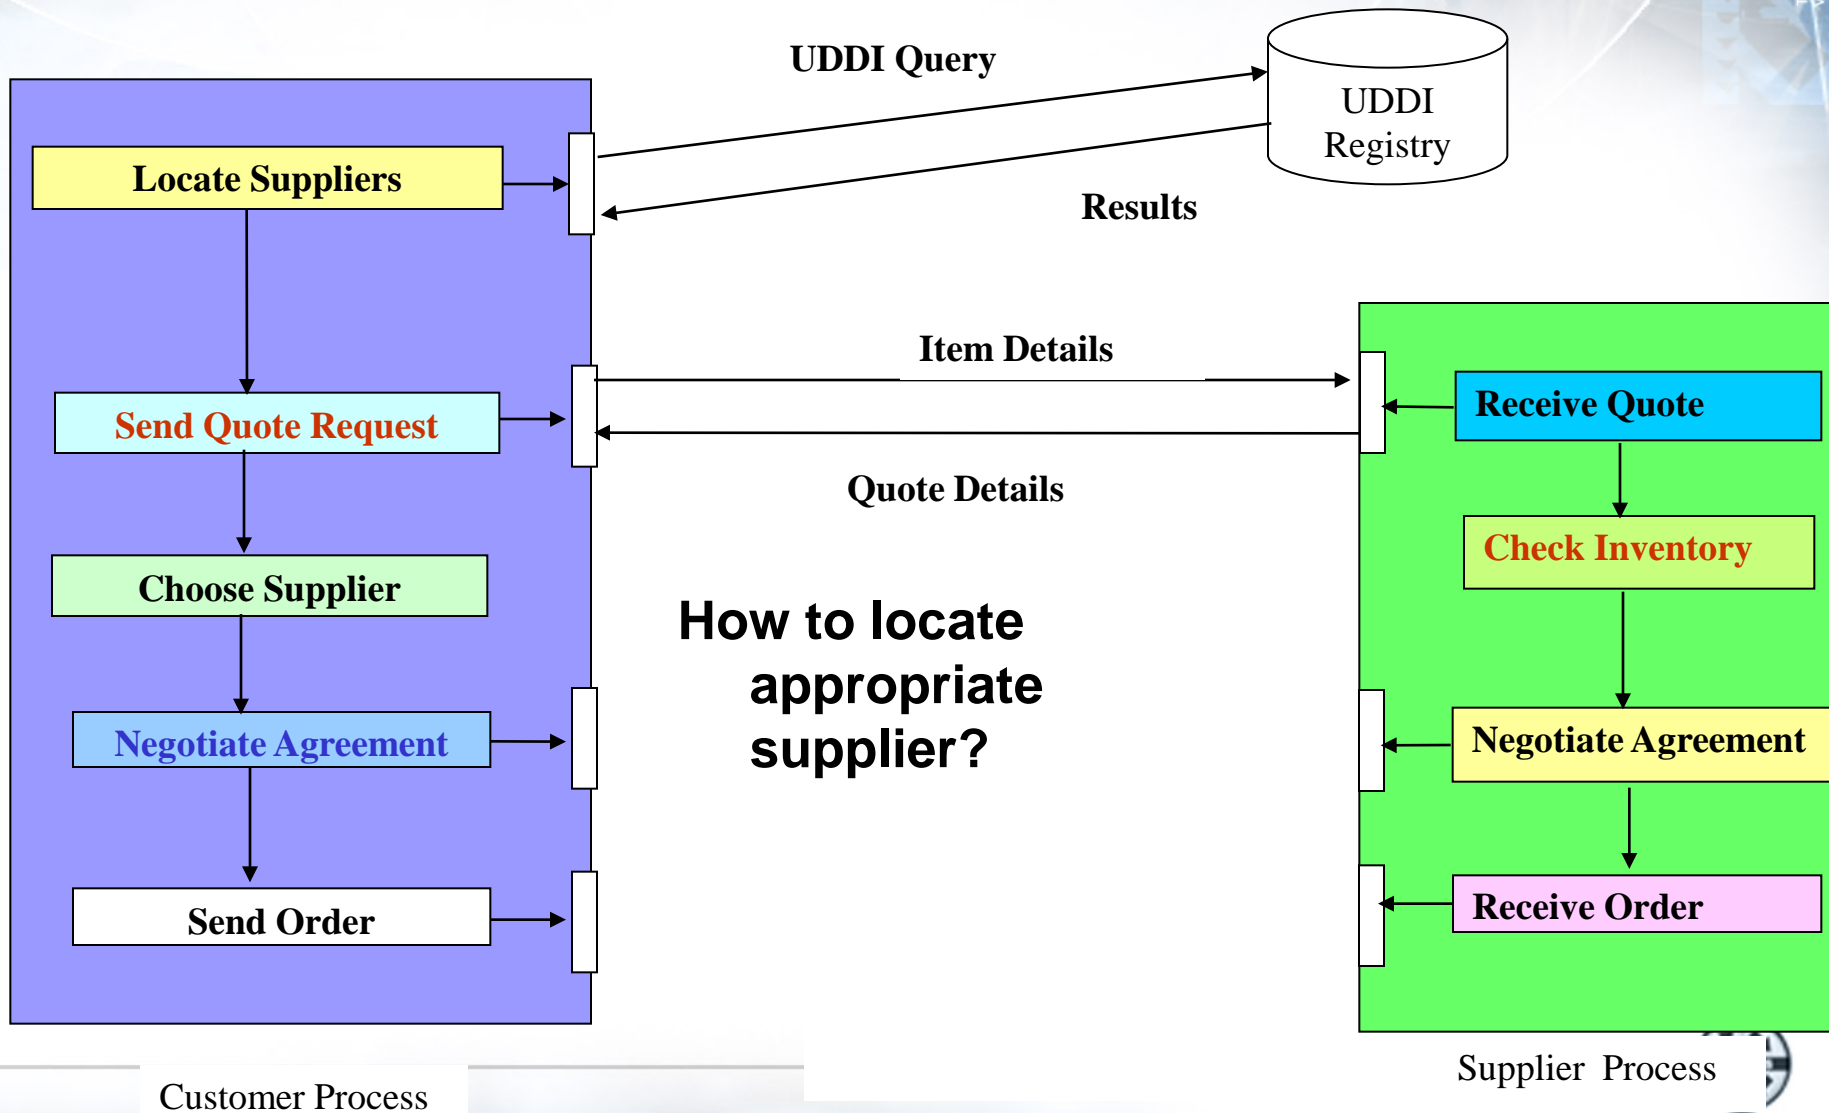 UDDI Query
UDDI
Registry
Locate Suppliers
Results
Item Details
Send Quote Request
Receive Quote
Quote Details
Check Inventory
Choose Supplier
How to locate
appropriate
supplier?
Negotiate Agreement
Negotiate Agreement
Send Order
Receive Order
Supplier Process
Customer Process